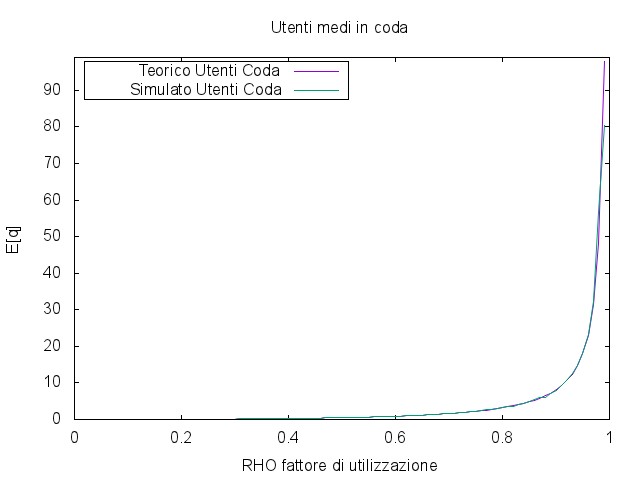 Utenti medi in coda
Teorico Utenti Coda
Simulato Utenti Coda
90
80
70
60
50
40
30
20
10
0
E[q]
0 0.2 0.4 0.6 0.8 1
RHO fattore di utilizzazione